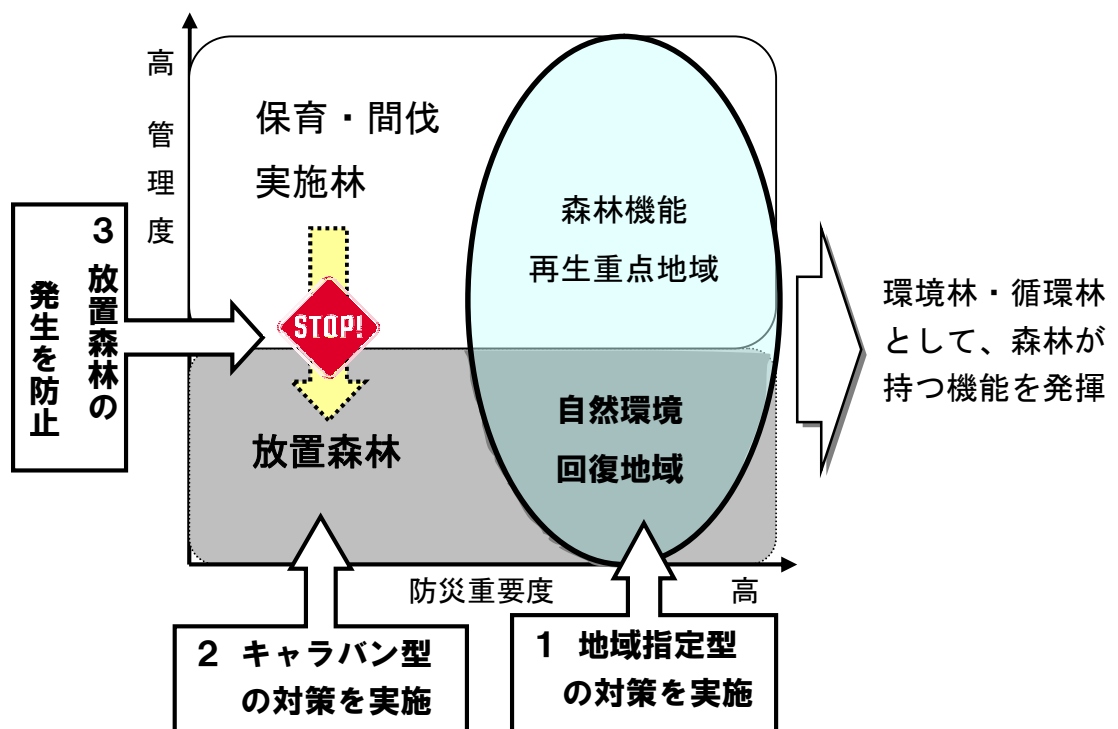 高 管理度
保育・間伐
実施林
森林機能
再生重点地域
STOP!
3 放置森林の
発生を防止
環境林・循環林
として、森林が
持つ機能を発揮
自然環境
回復地域
放置森林
防災重要度 高
2 キャラバン型
の対策を実施
1 地域指定型
の対策を実施